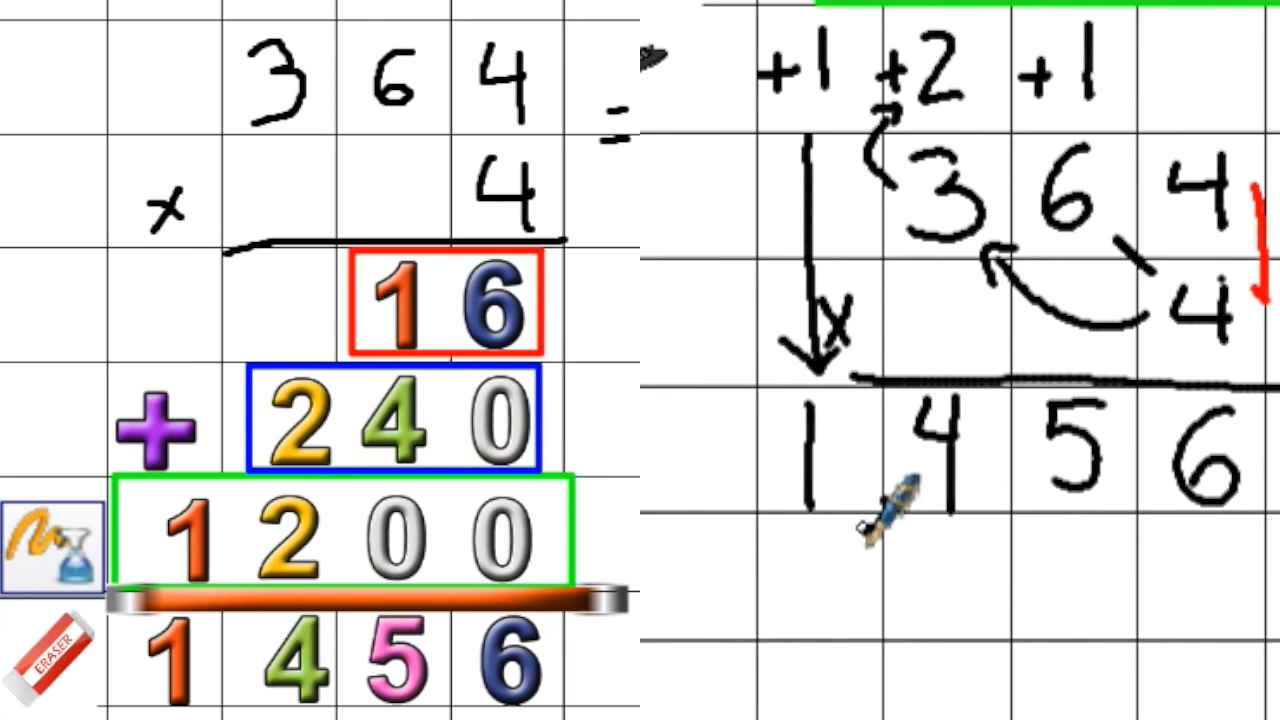 3 6 4 =
x 4
1 6
+ 2 4 0
1 2 0 0
ERASER
1 4 5 6
+1 +2 +1
3 6 4
x 4
1 4 5 6